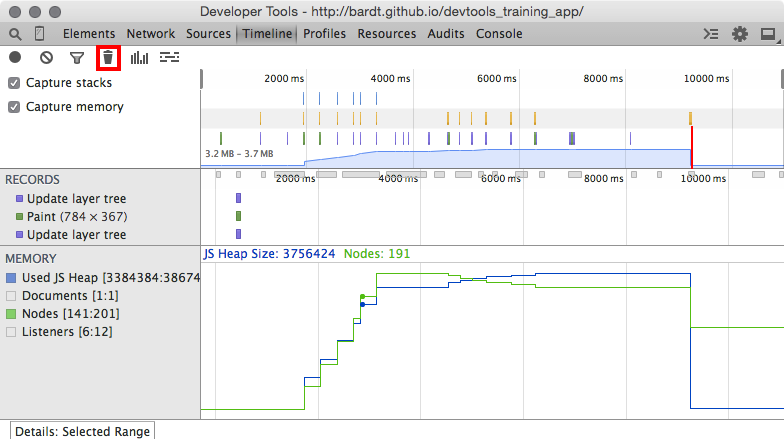 Developer Tools - http://bardt.github.io/devtools_training_app/
Elements Network Sources Timeline Profiles Resources Audits Console
Capture stacks
Capture memory
2000 ms 4000 ms 6000 ms 8000 ms 10000 ms
3.2 MB – 3.7 MB
RECORDS
2000 ms 4000 ms 6000 ms 8000 ms 10000 ms
Update layer tree
Paint (784 × 367)
Update layer tree
MEMORY
JS Heap Size: 3756424 Nodes: 191
Used JS Heap [3384384:38674
Documents [1:1]
Nodes [141:201]
Listeners [6:12]
Details: Selected Range